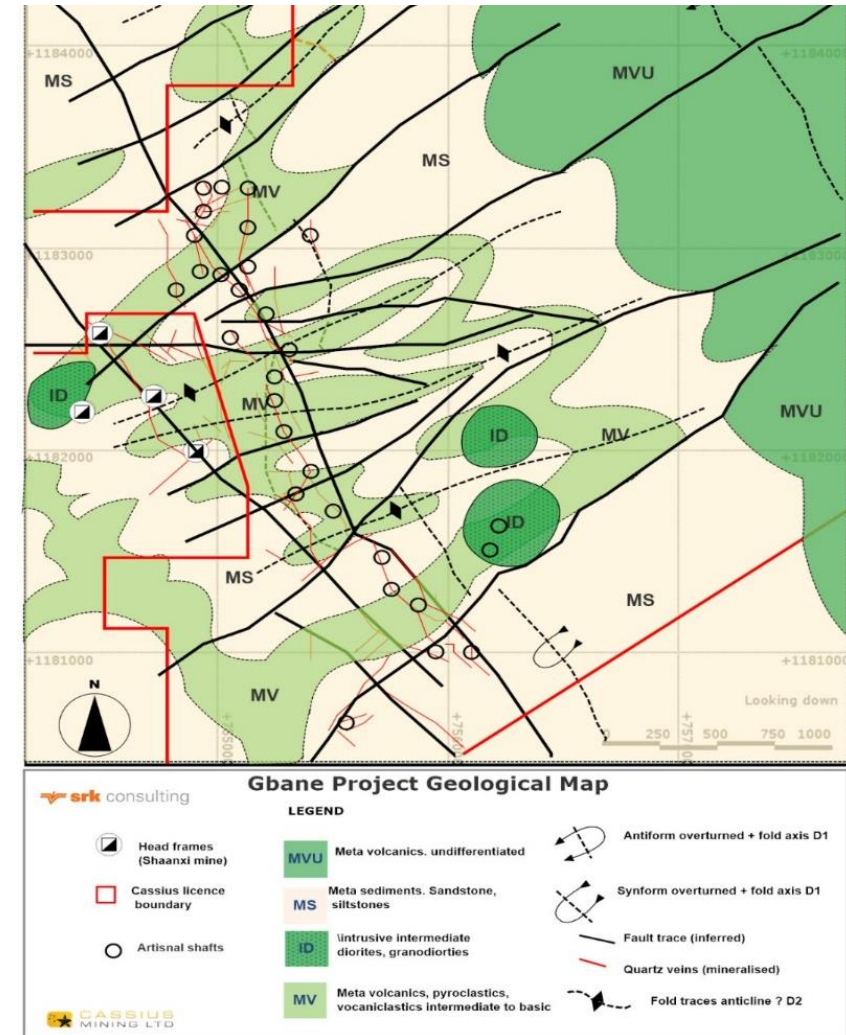 +1184000
+1184000
MS
MVU
MS
MV
+1183000
+1183000
ID
MV
MVU
ID
MV
+1182000
+1182000
ID
MS
MS
+1181000
+1181000
MV
N
Looking down
250 500 750 1000
Gbane Project Geological Map
srk consulting
LEGEND
Head frames
(Shaanxi mine)
Cassius licence
boundary
Artisnal shafts
MVU
Meta volcanics. undifferentiated
MS
Meta sediments. Sandstone,
siltstones
ID
\intrusive intermediate
diorites, granodiorties
MV
Meta volcanics, pyroclastics,
vocaniclastics intermediate to basic
Antiform overturned + fold axis D1
Synform overturned + fold axis D1
Fault trace (inferred)
Quartz veins (mineralised)
Fold traces anticline ? D2
CASSIUS
MINING LTD